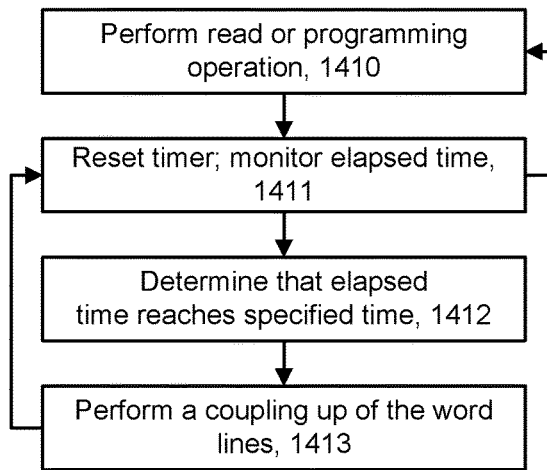 Perform read or programming
operation, 1410
Reset timer; monitor elapsed time,
1411
Determine that elapsed
time reaches specified time, 1412
Perform a coupling up of the word
lines, 1413